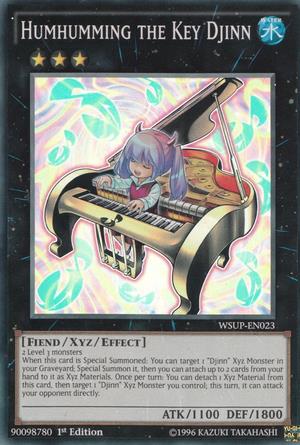 Humhumming the Key Djinn
WATER
水
WSUP-EN023
[Fiend/Xyz/Effect]
2 Level 3 monsters
When this card is Special Summoned: You can target 1 "Djinn" Xyz Monster in
your Graveyard; Special Summon it, then you can attach up to 2 cards from your
hand to it as Xyz Materials. Once per turn: You can detach 1 Xyz Material from
this card, then target 1 "Djinn" Xyz Monster you control; this turn, it can attack
your opponent directly.
ATK/1100 DEF/1800
90098780 1st Edition ©1996 KAZUKI TAKAHASHI